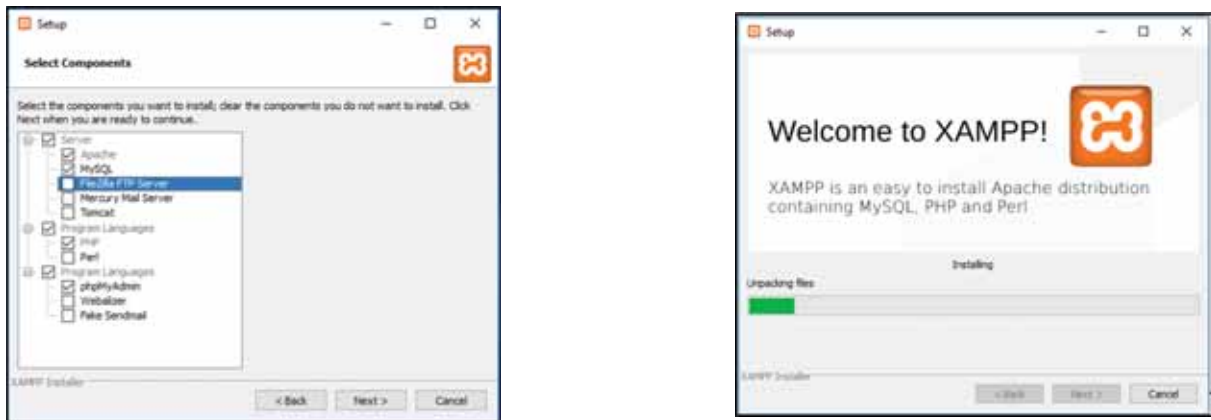 Setup
Select Components
Select the components you want to install; clear the components you do not want to install. Click
Next when you are ready to continue.
Server
Apache
MySQL
FileZilla FTP Server
Mercury Mail Server
Tomcat
Program Languages
PHP
Perl
Program Languages
phpMyAdmin
Webalizer
Fake Sendmail
XAMPP Installer
< Back
Next >
Cancel
Setup
Welcome to XAMPP!
XAMPP is an easy to install Apache distribution
containing MySQL, PHP and Perl
Installing
Unpacking files
XAMPP Installer
< Back
Next >
Cancel